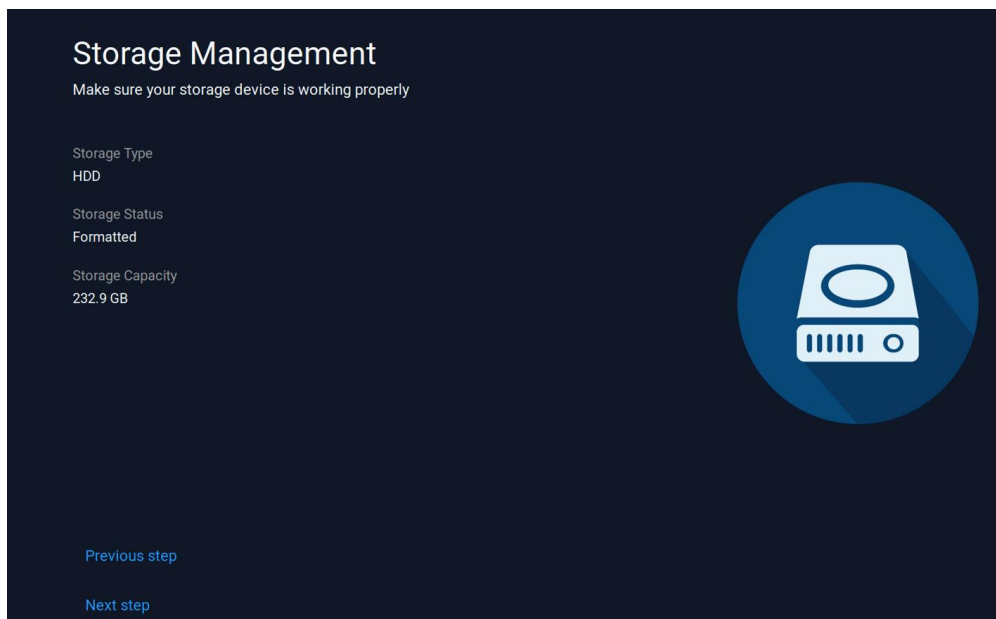 Storage Management
Make sure your storage device is working properly
Storage Type
HDD
Storage Status
Formatted
Storage Capacity
232.9 GB
Previous step
Next step